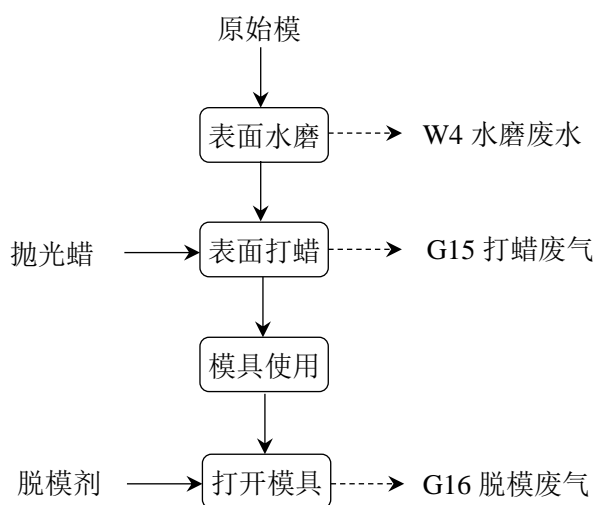 原始模
表面水磨
W4 水磨废水
抛光蜡
表面打蜡
G15 打蜡废气
模具使用
脱模剂
打开模具
G16 脱模废气